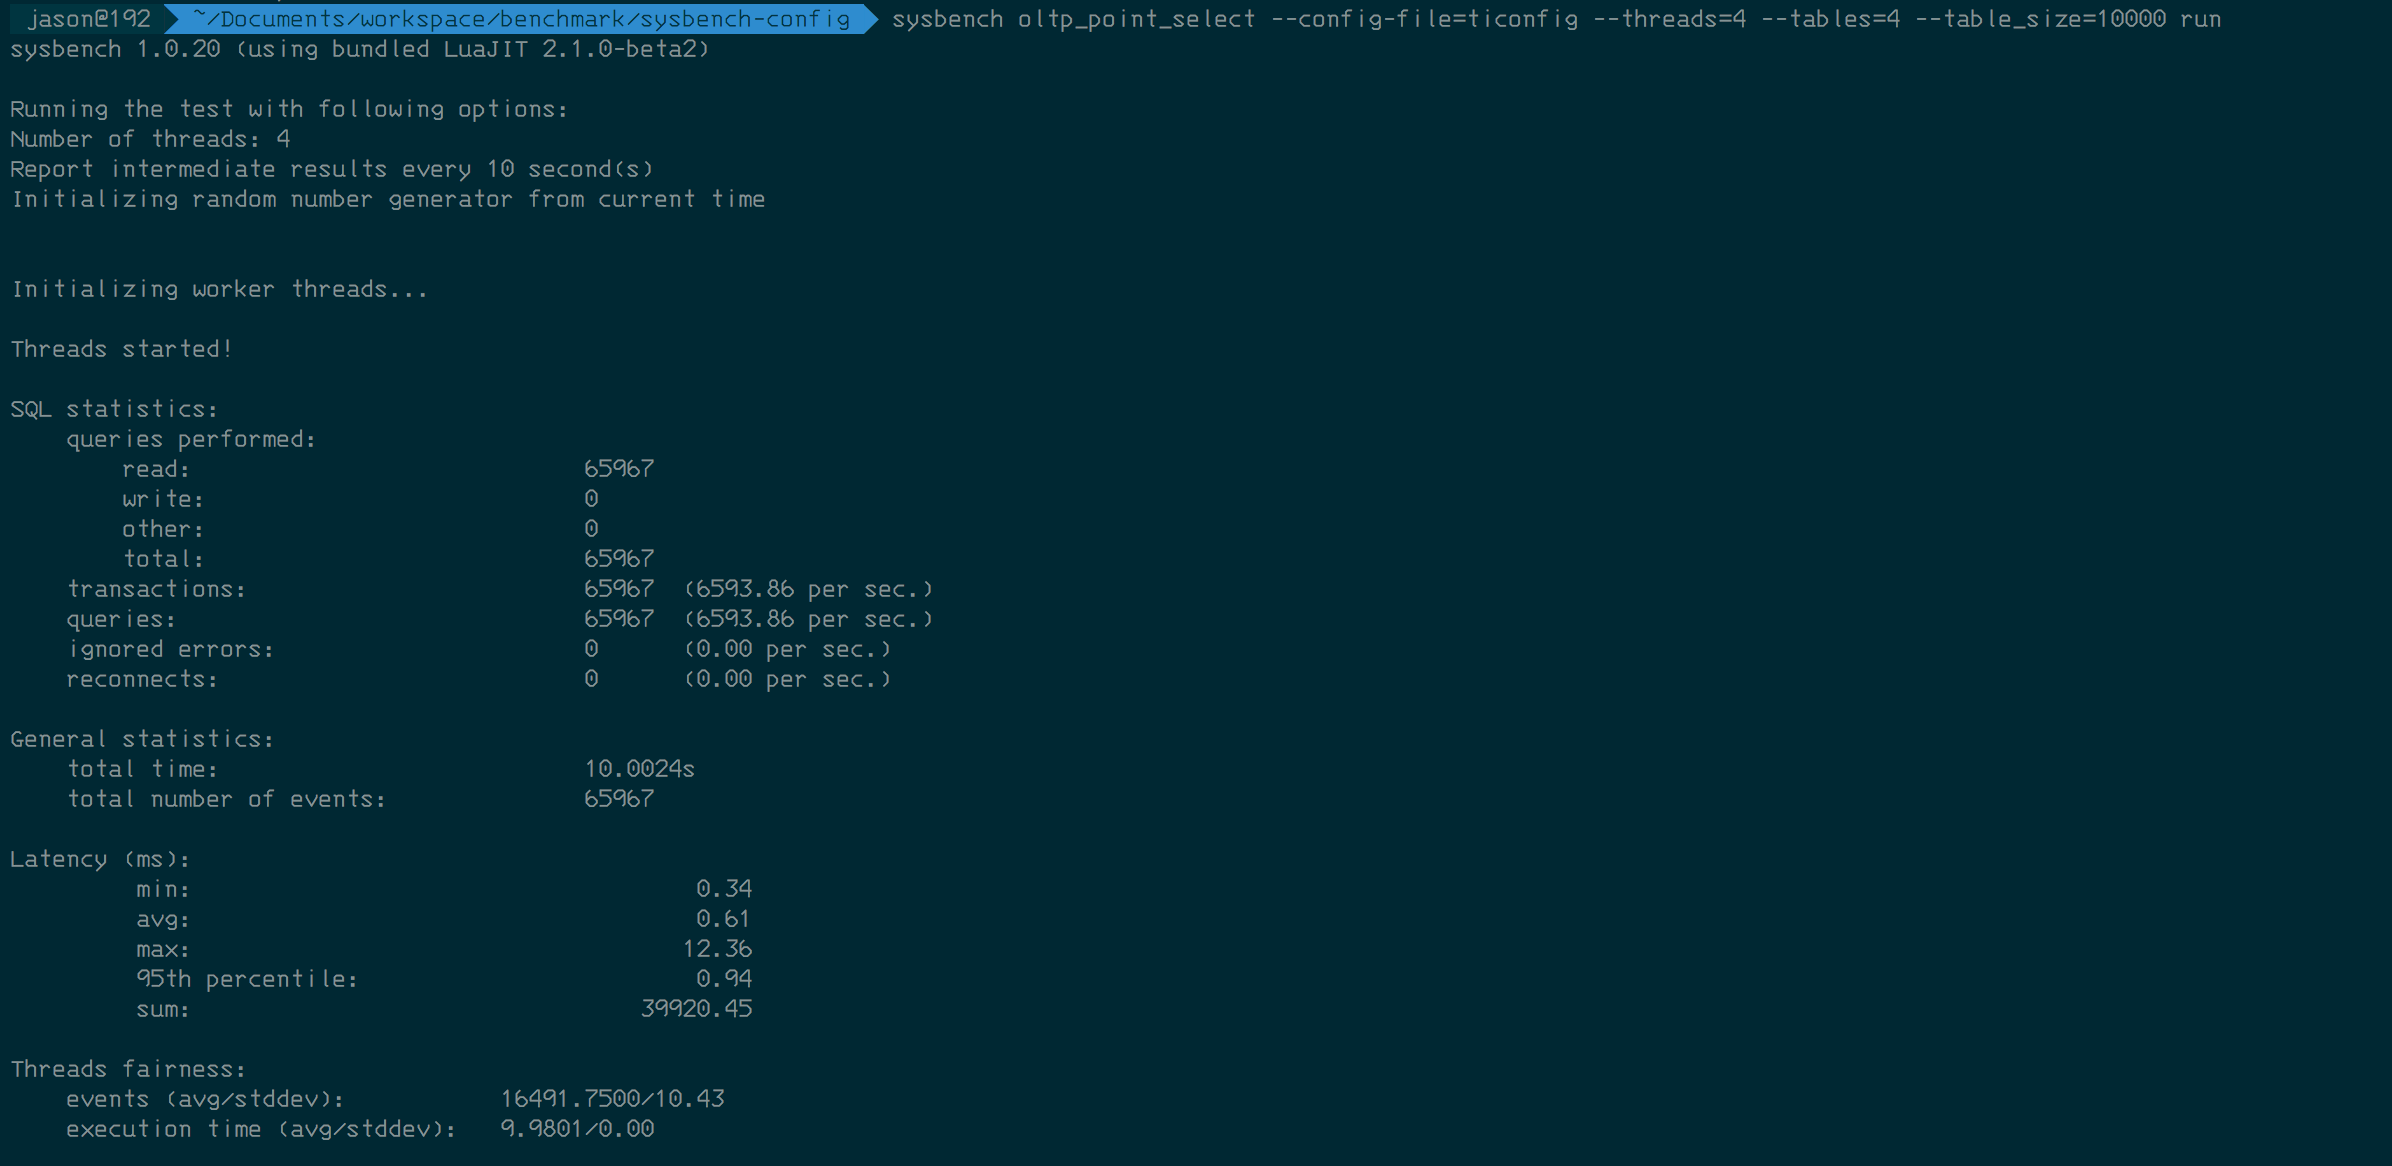 jason@192 ~/Documents/workspace/benchmark/sysbench-config sysbench oltp_point_select --config-file=ticonfig --threads=4 --tables=4 --table_size=10000 run
sysbench 1.0.20 (using bundled LuaJIT 2.1.0-beta2)
Running the test with following options:
Number of threads: 4
Report intermediate results every 10 second(s)
Initializing random number generator from current time
Initializing worker threads...
Threads started!
SQL statistics:
queries performed:
read: 65967
write: 0
other: 0
total: 65967
transactions: 65967 (6593.86 per sec.)
queries: 65967 (6593.86 per sec.)
ignored errors: 0 (0.00 per sec.)
reconnects: 0 (0.00 per sec.)
General statistics:
total time: 10.0024s
total number of events: 65967
Latency (ms):
min: 0.34
avg: 0.61
max: 12.36
95th percentile: 0.94
sum: 39920.45
Threads fairness:
events (avg/stddev): 16491.7500/10.43
execution time (avg/stddev): 9.9801/0.00